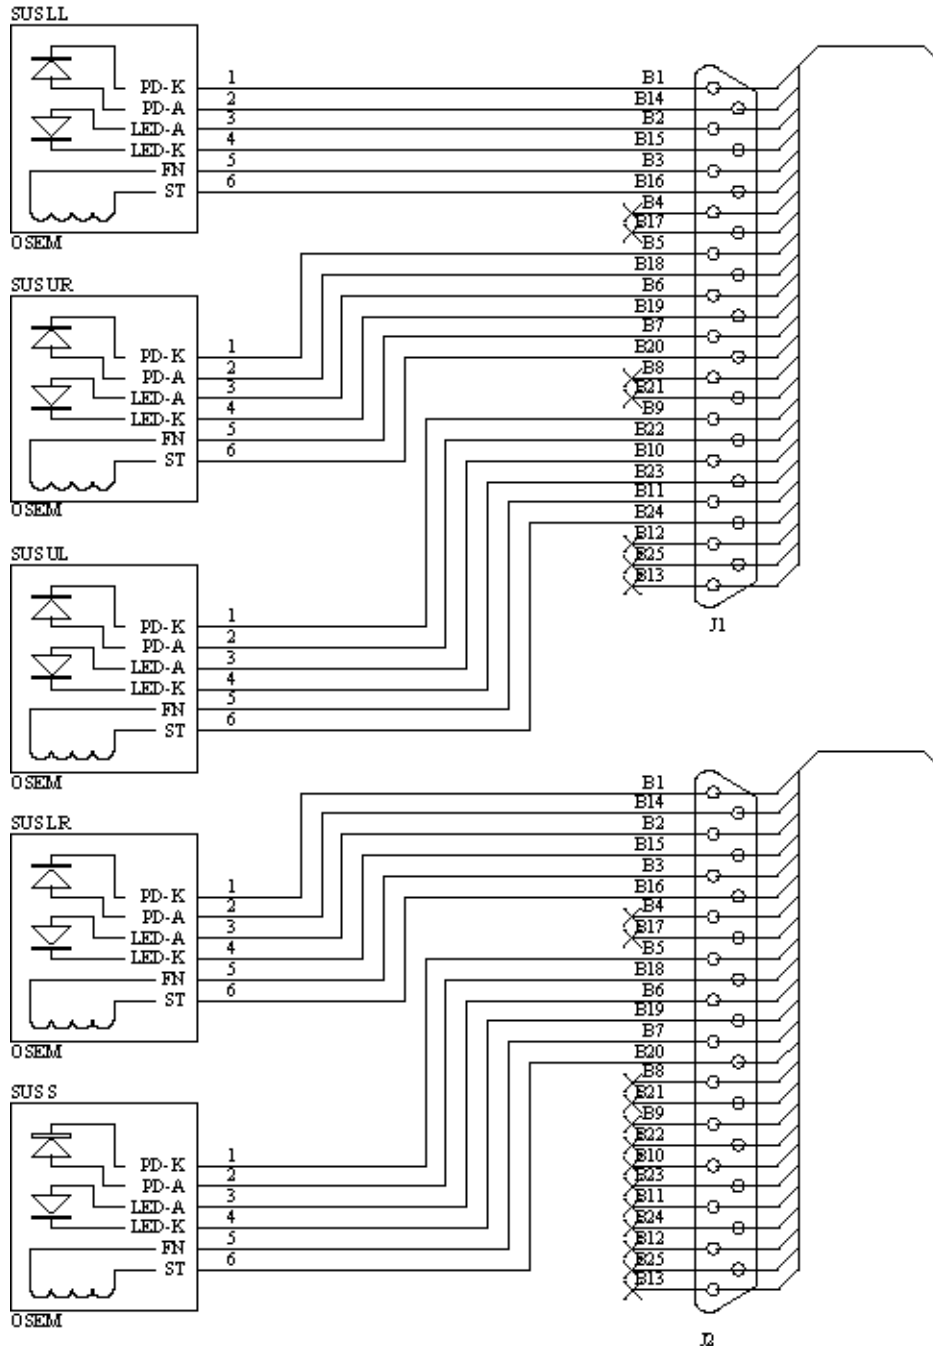 SUSLL
PD-K 1 B1
PD-A 2 B14
LED-A 3 B2
LED-K 4 B15
FN 5 B3
ST 6 B16
B4
B17
OSEM B5
SUSUR B18
B6
B19
B7
PD-K 1 B20
PD-A 2 B8
LED-A 3 B21
LED-K 4 B9
FN 5 B22
ST 6 B10
B23
B11
OSEM B24
B12
SUSUL B25
B13
PD-K 1 J1
PD-A 2
LED-A 3
LED-K 4
FN 5
ST 6
OSEM B1
B14
SUSLR B2
B15
B3
PD-K 1 B16
PD-A 2 B4
LED-A 3 B17
LED-K 4 B5
FN 5 B18
ST 6 B6
B19
B7
OSEM B20
B8
SUSS B21
B9
B22
PD-K 1 B10
PD-A 2 B23
LED-A 3 B11
LED-K 4 B24
FN 5 B12
ST 6 B25
B13
OSEM
J2